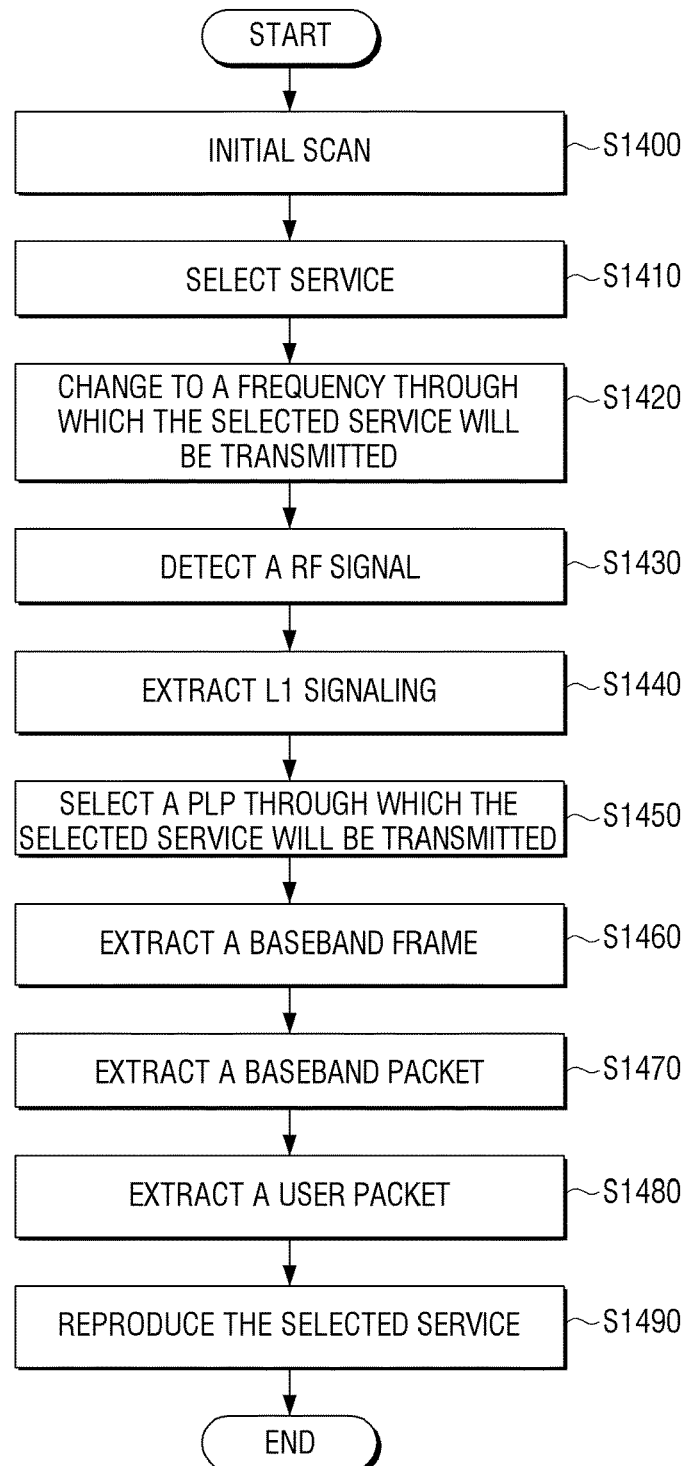 START
INITIAL SCAN
S1400
SELECT SERVICE
S1410
CHANGE TO A FREQUENCY THROUGH
WHICH THE SELECTED SERVICE WILL
BE TRANSMITTED
S1420
DETECT A RF SIGNAL
S1430
EXTRACT L1 SIGNALING
S1440
SELECT A PLP THROUGH WHICH THE
SELECTED SERVICE WILL BE TRANSMITTED
S1450
EXTRACT A BASEBAND FRAME
S1460
EXTRACT A BASEBAND PACKET
S1470
EXTRACT A USER PACKET
S1480
REPRODUCE THE SELECTED SERVICE
S1490
END